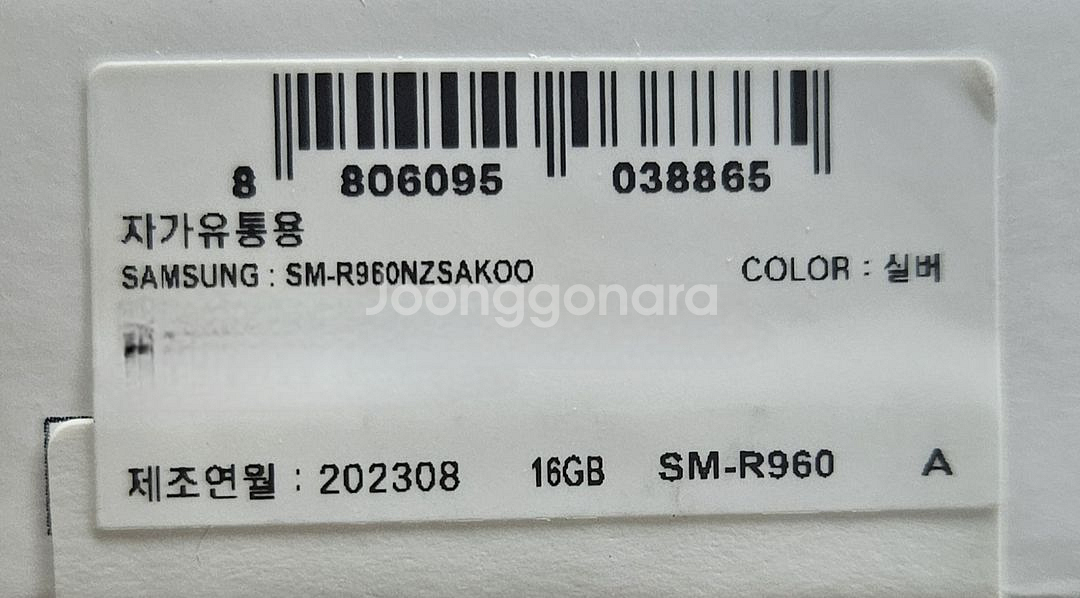 8 806095 038865
자가유통용
SAMSUNG : SM-R960NZSAKOO COLOR : 실버
Joonggonara
제조연월 : 202308 16GB SM-R960 A